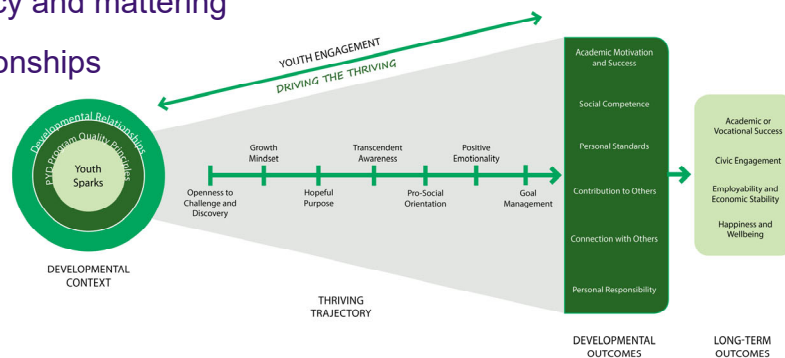 cy and mattering
onships
YOUTH ENGAGEMENT
DRIVING THE THRIVING
Developmental Relationships
PYD Program Quality Principles
Youth
Sparks
DEVELOPMENTAL
CONTEXT
Openness to
Challenge and
Discovery
Growth
Mindset
Hopeful
Purpose
Transcendent
Awareness
Pro-Social
Orientation
Positive
Emotionality
Goal
Management
THRIVING
TRAJECTORY
Academic Motivation
and Success
Social Competence
Personal Standards
Contribution to Others
Connection with Others
Personal Responsibility
DEVELOPMENTAL
OUTCOMES
Academic or
Vocational Success
Civic Engagement
Employability and
Economic Stability
Happiness and
Wellbeing
LONG-TERM
OUTCOMES